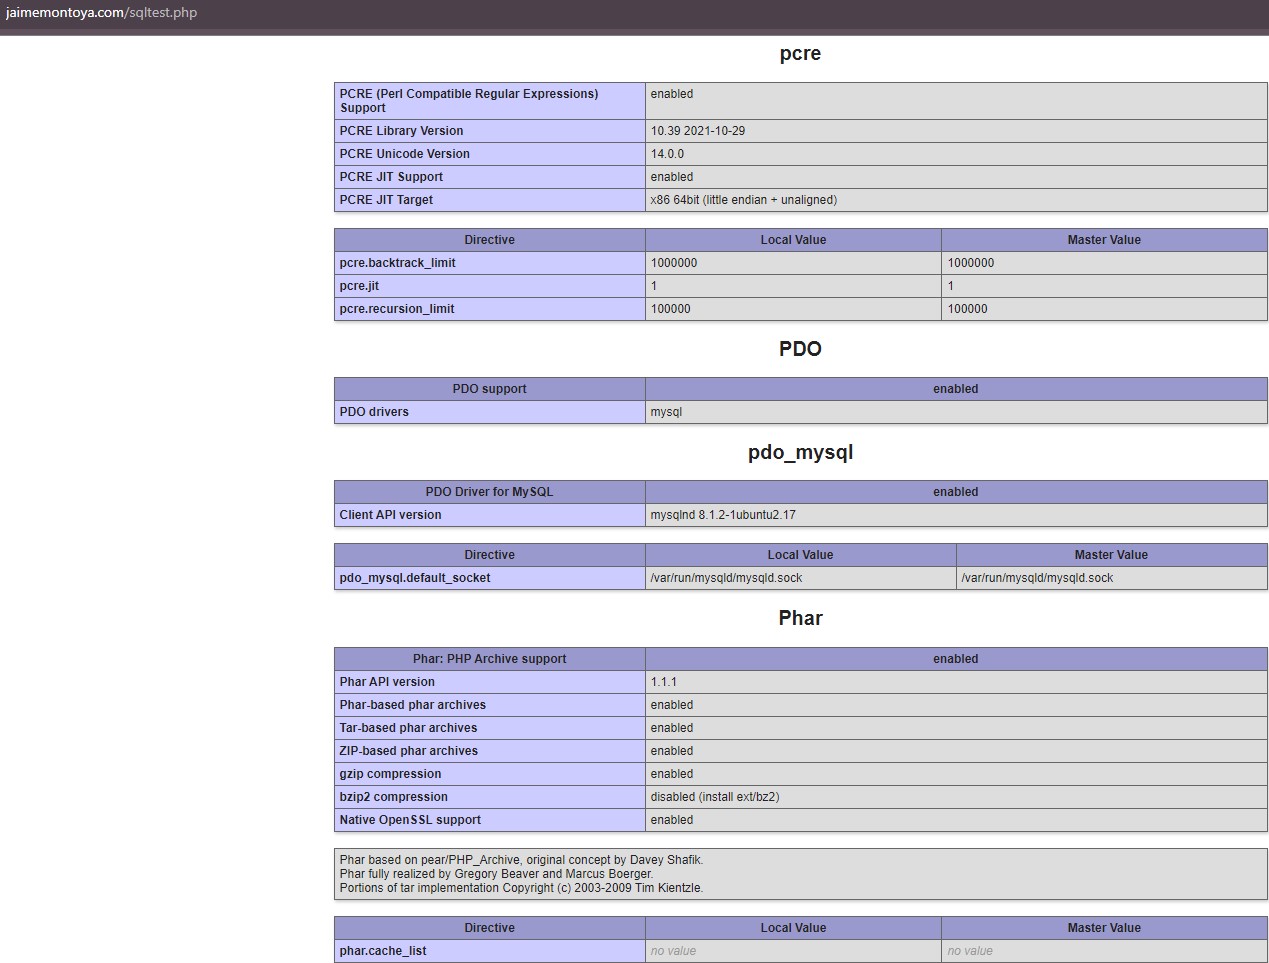 jaimemontoya.com/sqltest.php
pcre
PCRE (Perl Compatible Regular Expressions) enabled
Support
PCRE Library Version 10.39 2021-10-29
PCRE Unicode Version 14.0.0
PCRE JIT Support enabled
PCRE JIT Target x86 64bit (little endian + unaligned)
Directive Local Value Master Value
pcre.backtrack_limit 1000000 1000000
pcre.jit 1 1
pcre.recursion_limit 100000 100000
PDO
PDO support enabled
PDO drivers mysql
pdo_mysql
PDO Driver for MySQL enabled
Client API version mysqlnd 8.1.2-1ubuntu2.17
Directive Local Value Master Value
pdo_mysql.default_socket /var/run/mysqld/mysqld.sock /var/run/mysqld/mysqld.sock
Phar
Phar: PHP Archive support enabled
Phar API version 1.1.1
Phar-based phar archives enabled
Tar-based phar archives enabled
ZIP-based phar archives enabled
gzip compression enabled
bzip2 compression disabled (install ext/bz2)
Native OpenSSL support enabled
Phar based on pear/PHP_Archive, original concept by Davey Shafik.
Phar fully realized by Gregory Beaver and Marcus Boerger.
Portions of tar implementation Copyright (c) 2003-2009 Tim Kientzle.
Directive Local Value Master Value
phar.cache_list no value no value